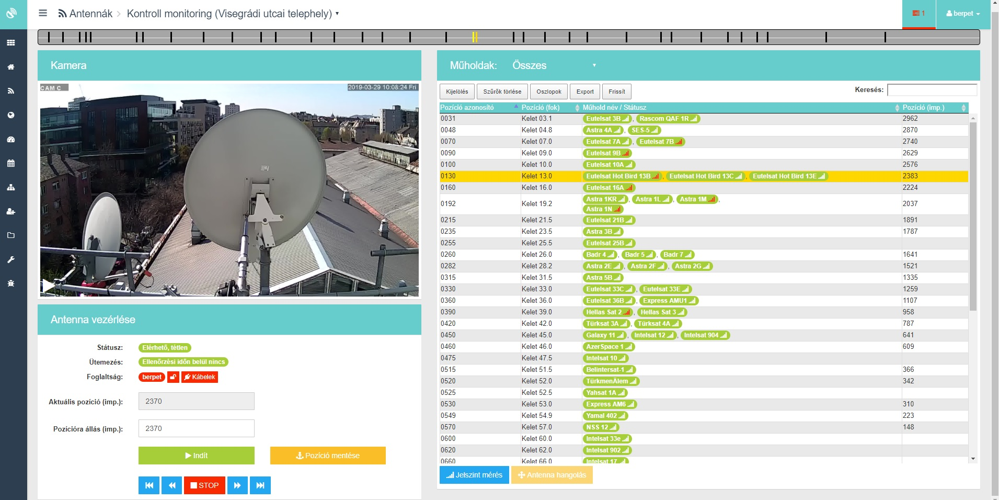 Antennák
Kontroll monitoring (Visegrádi utcai telephely)
1
berpet
Kamera
CAM C
2019-03-29 10:08:24 Fri
Antenna vezérlése
Státusz: Elérhető, tétlen
Ütemezés: Ellenőrzési időn belül nincs
Foglaltság: berpet Kábelek
Aktuális pozíció (imp.): 2370
Pozícióra állás (imp.): 2370
Indít
Pozíció mentése
STOP
Műholdak: Összes
Kijelölés Szűrők törlése Oszlopok Export Frissít
Keresés:
Pozíció azonosító Pozíció (fok) Műhold név / Státusz Pozíció (imp.)
0031 Kelet 03.1 Eutelsat 3B, Rascom QAF 1R 2962
0048 Kelet 04.8 Astra 4A, SES-5 2870
0070 Kelet 07.0 Eutelsat 7A, Eutelsat 7B 2740
0090 Kelet 09.0 Eutelsat 9B 2629
0100 Kelet 10.0 Eutelsat 10A 2576
0130 Kelet 13.0 Eutelsat Hot Bird 13B, Eutelsat Hot Bird 13C, Eutelsat Hot Bird 13E 2383
0160 Kelet 16.0 Eutelsat 16A 2224
0192 Kelet 19.2 Astra 1KR, Astra 1L, Astra 1M, 2037
Astra 1N
0215 Kelet 21.5 Eutelsat 21B 1891
0235 Kelet 23.5 Astra 3B 1787
0255 Kelet 25.5 Eutelsat 25B
0260 Kelet 26.0 Badr 4, Badr 5, Badr 7 1641
0282 Kelet 28.2 Astra 2E, Astra 2F, Astra 2G 1521
0315 Kelet 31.5 Astra 5B 1335
0330 Kelet 33.0 Eutelsat 33C, Eutelsat 33E 1259
0360 Kelet 36.0 Eutelsat 36B, Express AMU1 1107
0390 Kelet 39.0 Hellas Sat 2, Hellas Sat 3 958
0420 Kelet 42.0 Türksat 3A, Türksat 4A 787
0450 Kelet 45.0 Galaxy 11, Intelsat 12, Intelsat 904 641
0460 Kelet 46.0 AzerSpace 1 609
0475 Kelet 47.5 Intelsat 10
0515 Kelet 51.5 Belintersat-1 366
0520 Kelet 52.0 TürkmenÄlem 342
0525 Kelet 52.5 Yahsat 1A
0530 Kelet 53.0 Express AM6 310
0549 Kelet 54.9 Yamal 402 223
0570 Kelet 57.0 NSS 12 148
0600 Kelet 60.0 Intelsat 33e
0620 Kelet 62.0 Intelsat 902
0660 Kelet 66.0 Intelsat 17
Jelszint mérés
Antenna hangolás